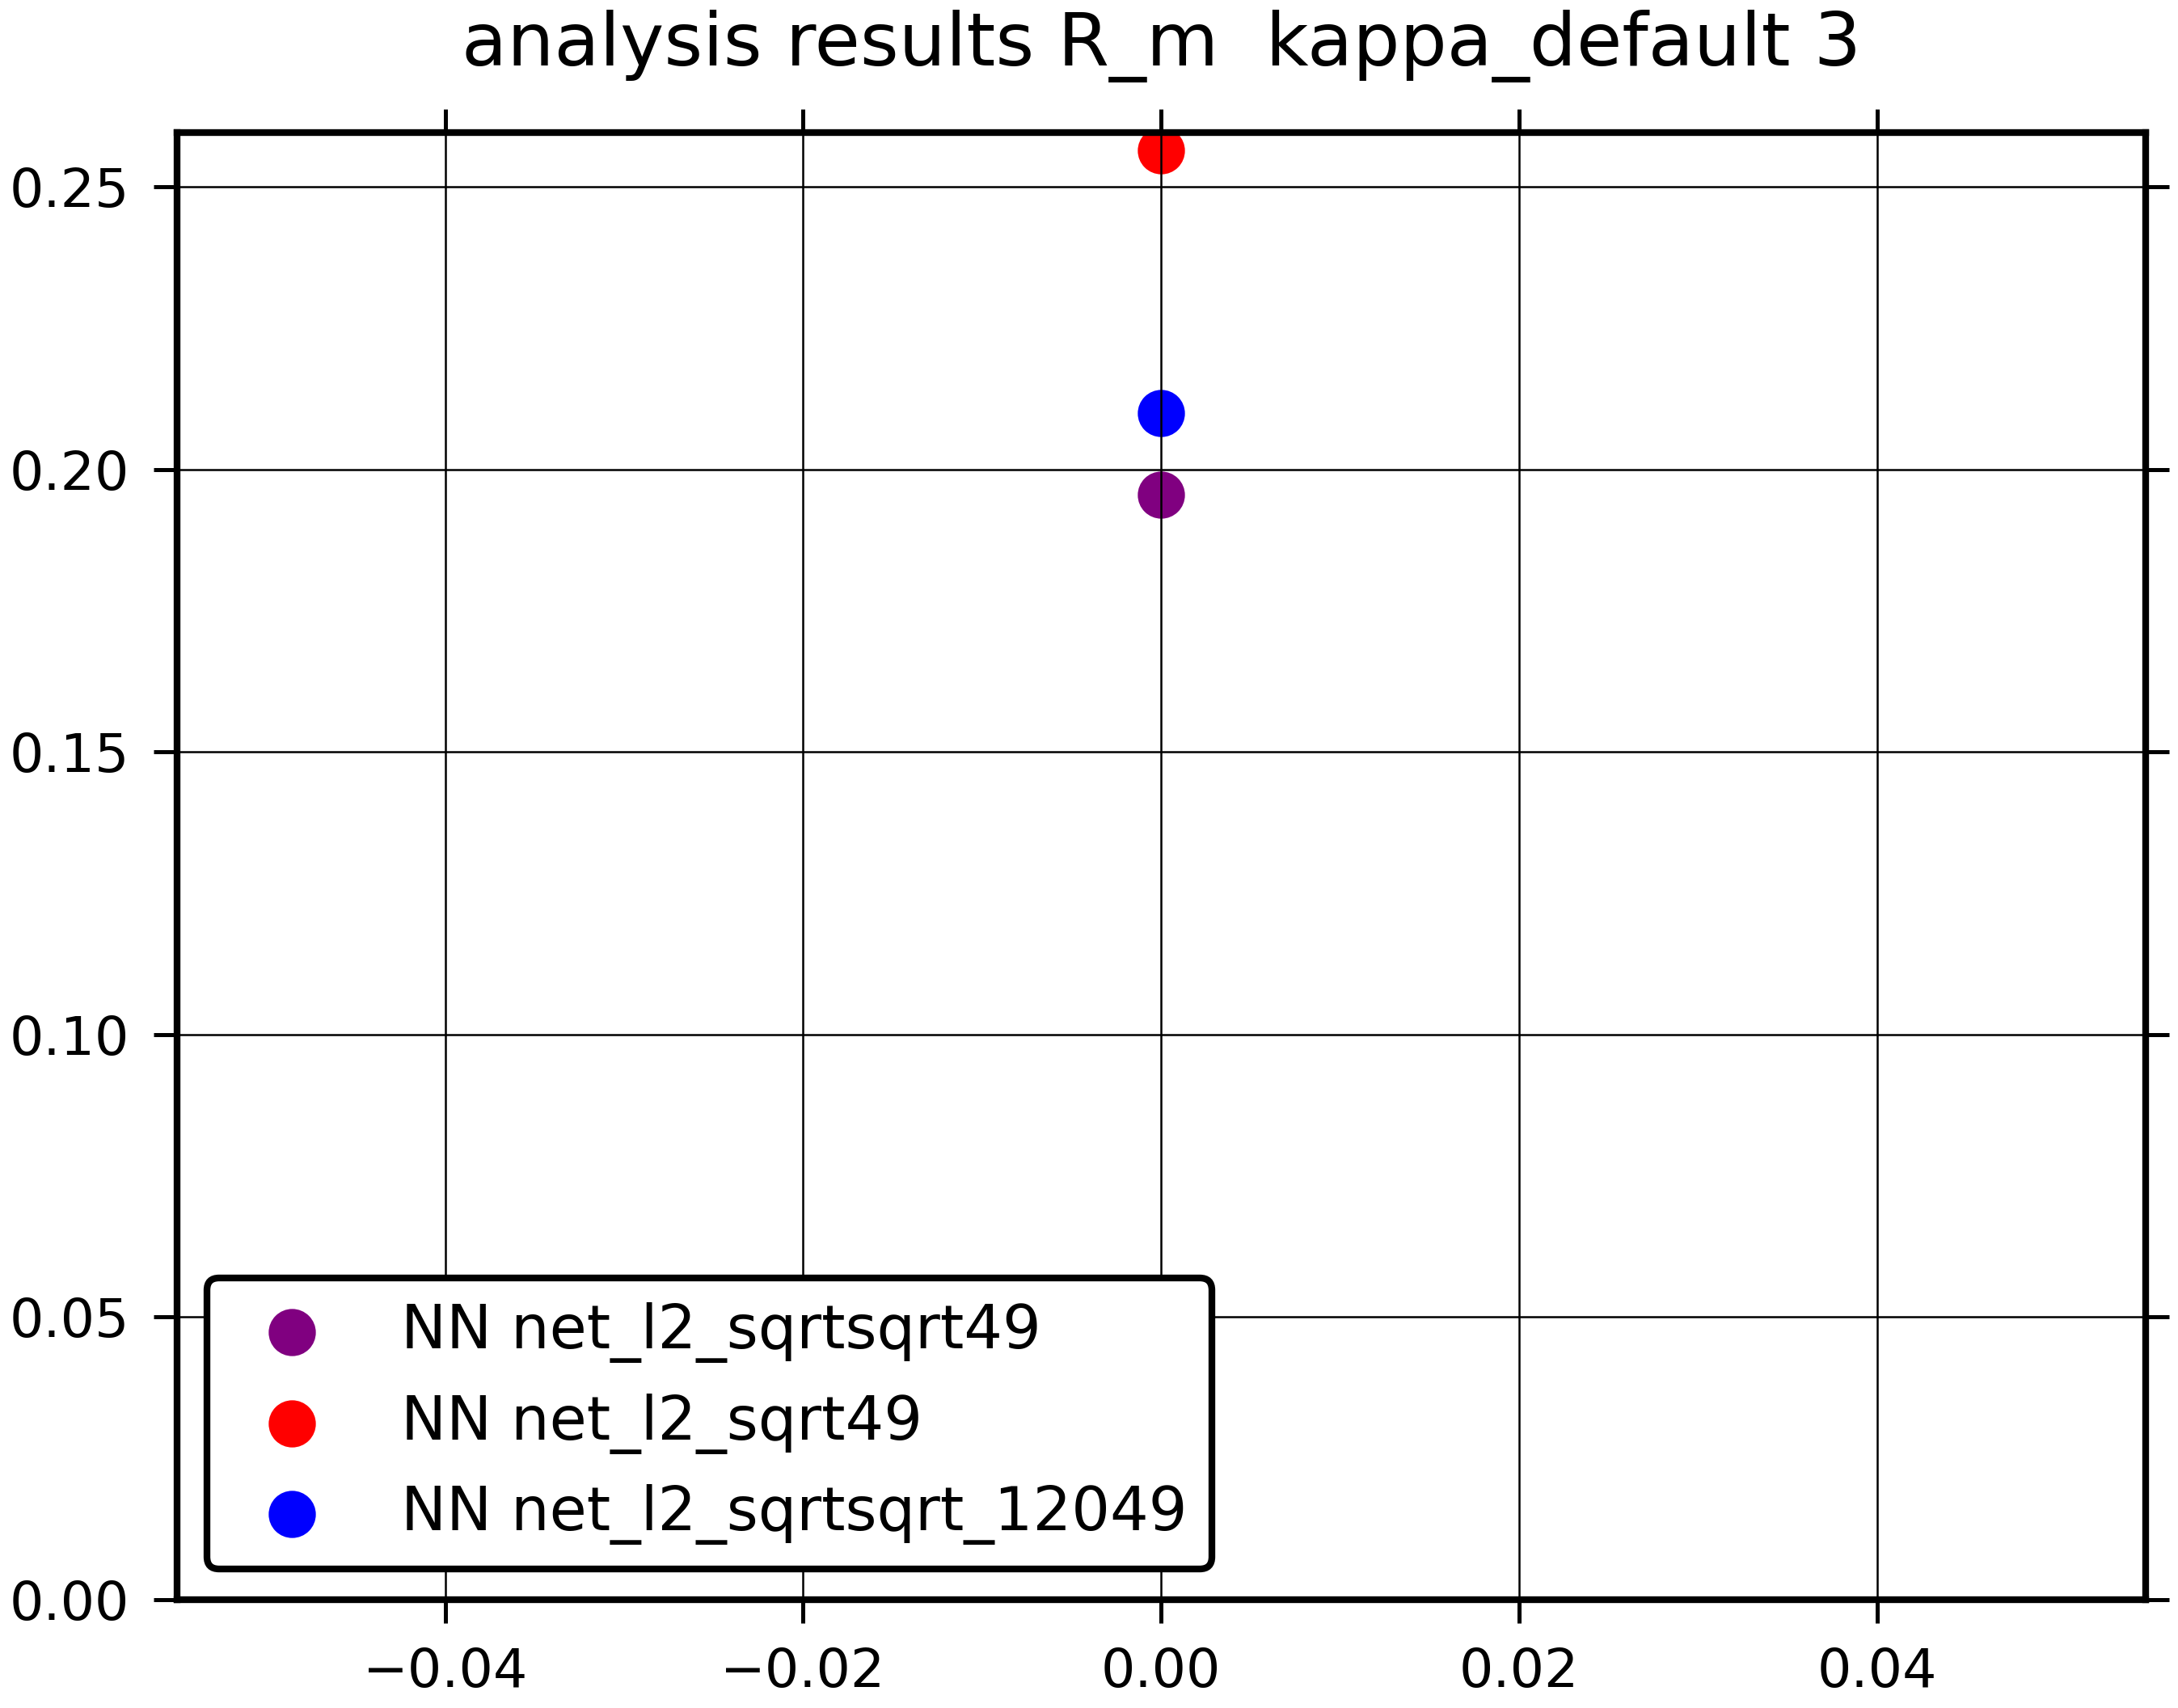 analysis results R_m  kappa_default 3
0.25
0.20
0.15
0.10
0.05
0.00
NN net_l2_sqrtsqrt49
NN net_l2_sqrt49
NN net_l2_sqrtsqrt_12049
−0.04 −0.02 0.00 0.02 0.04